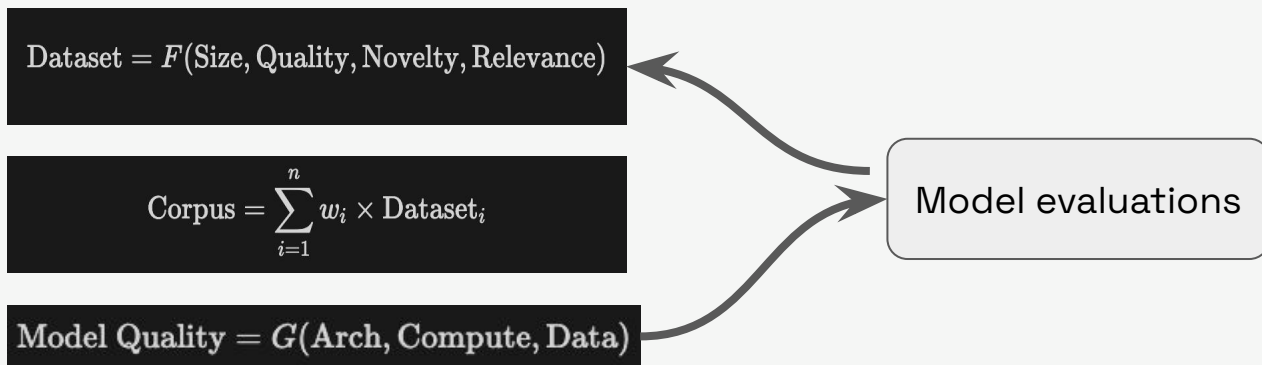 Dataset = F(Size, Quality, Novelty, Relevance)
Corpus = ∑_{i=1}^{n} w_i × Dataset_i
Model Quality = G(Arch, Compute, Data)
Model evaluations